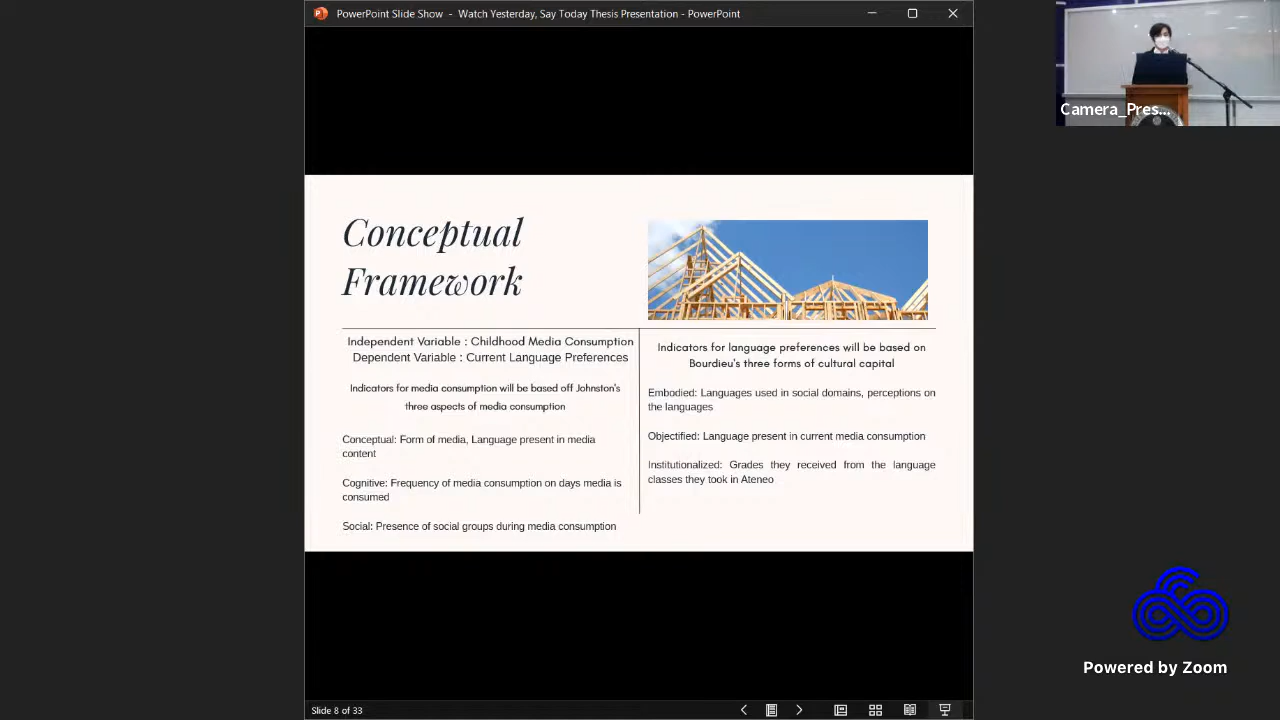 PowerPoint Slide Show - Watch Yesterday, Say Today Thesis Presentation - PowerPoint
Camera_Pres...
Conceptual
Framework
Independent Variable : Childhood Media Consumption
Dependent Variable : Current Language Preferences
Indicators for media consumption will be based off Johnston's
three aspects of media consumption
Conceptual: Form of media, Language present in media
content
Cognitive: Frequency of media consumption on days media is
consumed
Social: Presence of social groups during media consumption
Indicators for language preferences will be based on
Bourdieu's three forms of cultural capital
Embodied: Languages used in social domains, perceptions on
the languages
Objectified: Language present in current media consumption
Institutionalized: Grades they received from the language
classes they took in Ateneo
Powered by Zoom
Slide 8 of 33